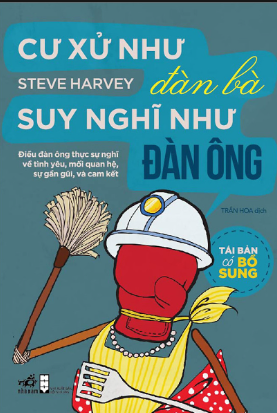 CƯ XỬ NHƯ
STEVE HARVEY đàn bà
SUY NGHĨ NHƯ
Điều đàn ông thực sự nghĩ
về tình yêu, mối quan hệ,
sự gần gũi, và cam kết
ĐÀN ÔNG
TRẦN HOA dịch
TÁI BẢN
có BỔ
SUNG